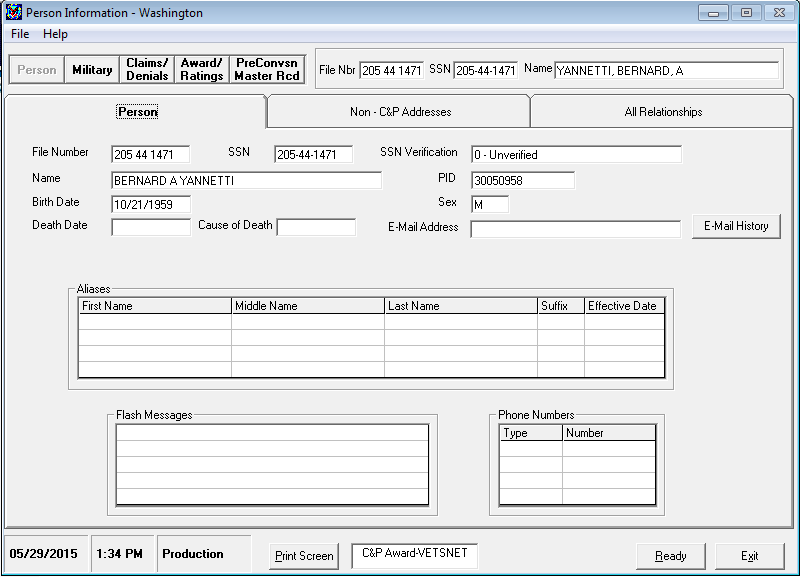 Person Information - Washington
File Help
Person Military Claims/ Denials Award/ Ratings PreConvsn Master Rcd File Nbr 205 44 1471 SSN 205-44-1471 Name YANNETTI, BERNARD, A
Person Non - C&P Addresses All Relationships
File Number 205 44 1471 SSN 205-44-1471 SSN Verification 0 - Unverified
Name BERNARD A YANNETTI PID 30050958
Birth Date 10/21/1959 Sex M
Death Date Cause of Death E-Mail Address E-Mail History
Aliases
First Name Middle Name Last Name Suffix Effective Date
Flash Messages Phone Numbers
Type Number
05/29/2015 1:34 PM Production Print Screen C&P Award-VETSNET Ready Exit